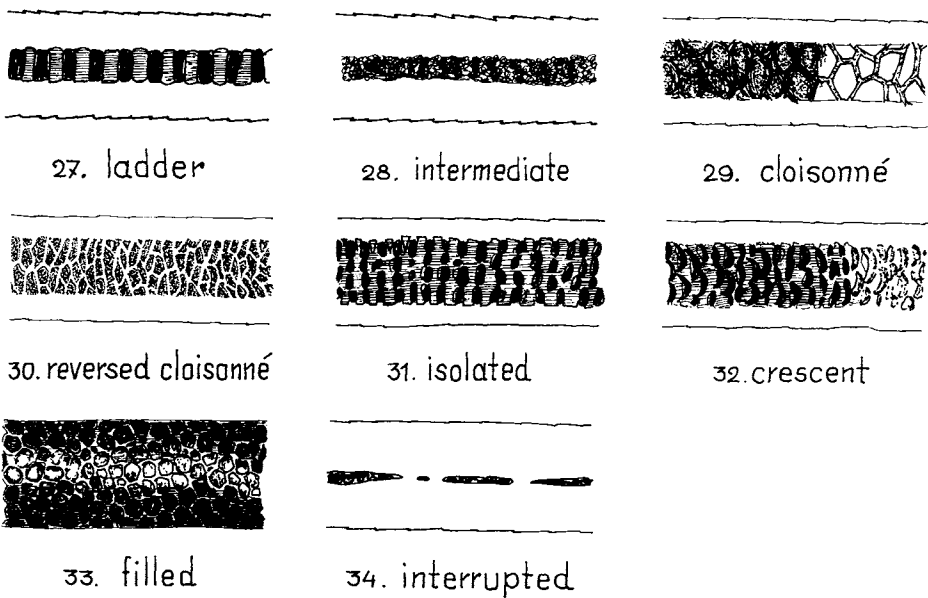 27. ladder
28. intermediate
29. cloisonné
30. reversed cloisonné
31. isolated
32. crescent
33. filled
34. interrupted